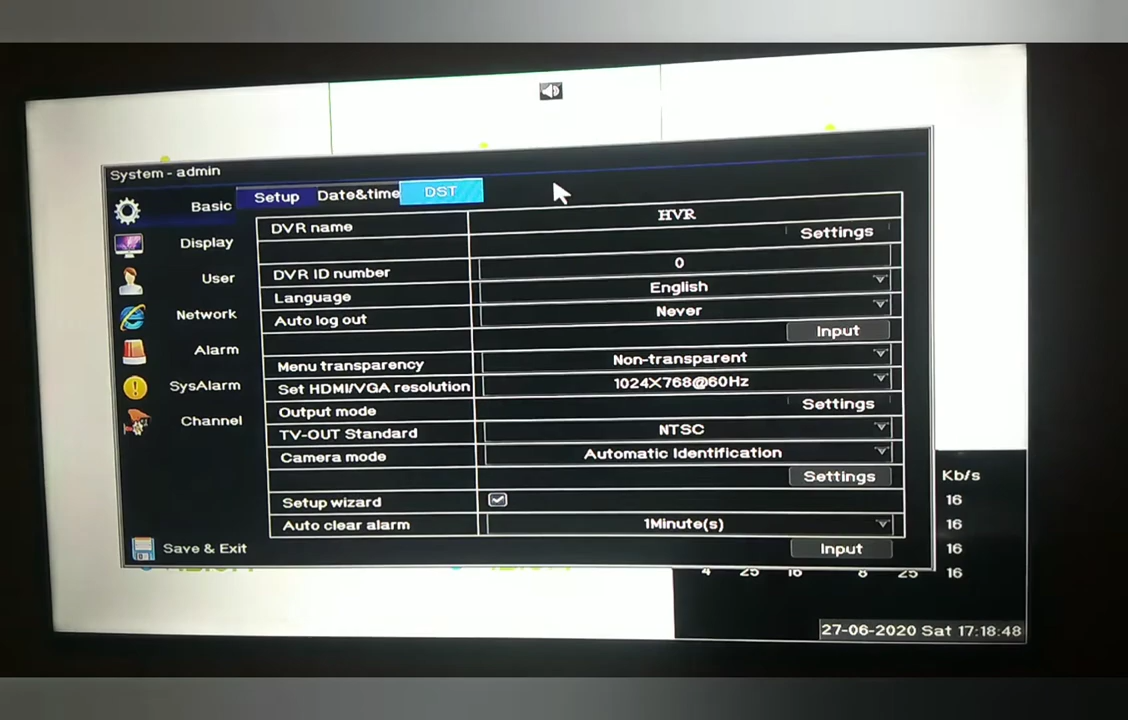 System - admin
Setup Date&time DST
Basic
Display
User
Network
Alarm
SysAlarm
Channel
Save & Exit
DVR name HVR
Settings
DVR ID number 0
Language English
Auto log out Never
Input
Menu transparency Non-transparent
Set HDMI/VGA resolution 1024X768@60Hz
Output mode Settings
TV-OUT Standard NTSC
Camera mode Automatic Identification
Settings
Setup wizard
Auto clear alarm 1Minute(s)
Input
Kb/s
16
16
16
4 25 16 8 25 16
27-06-2020 Sat 17:18:48